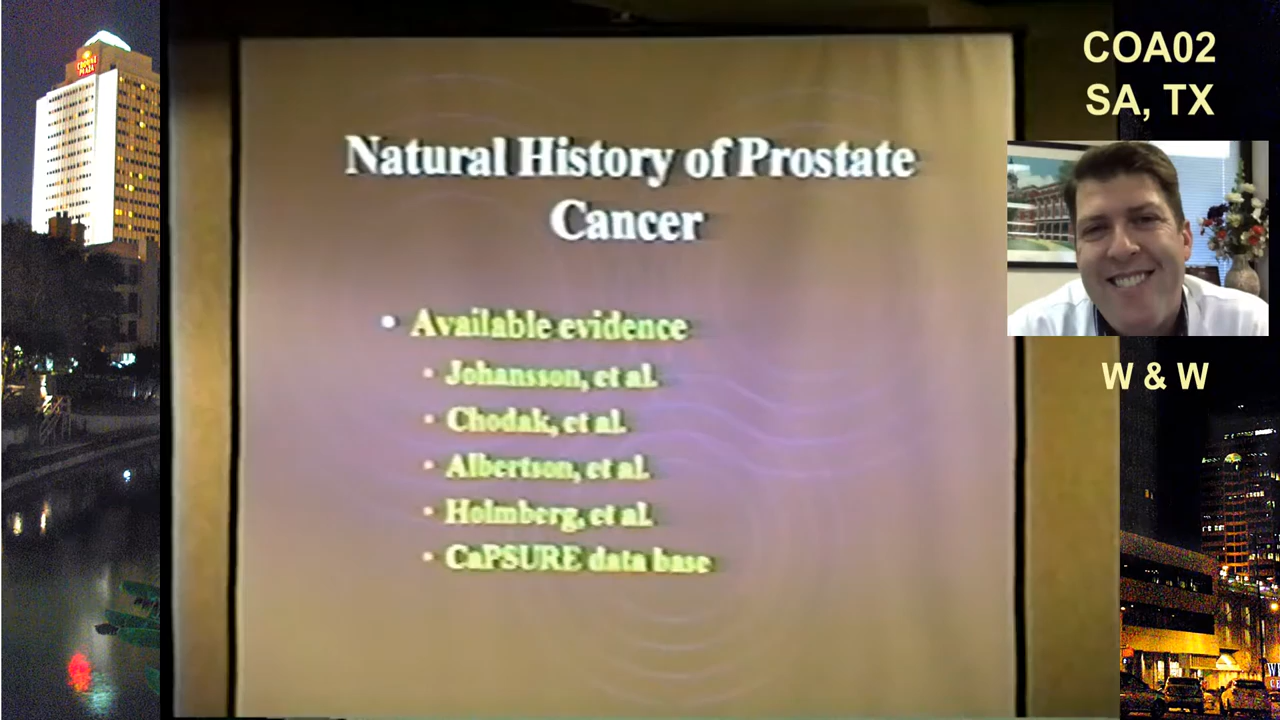 COA02
SA, TX
Natural History of Prostate
Cancer
• Available evidence
• Johansson, et al.
• Chodak, et al.
• Albertson, et al.
• Holmberg, et al.
• CaPSURE data base
W & W